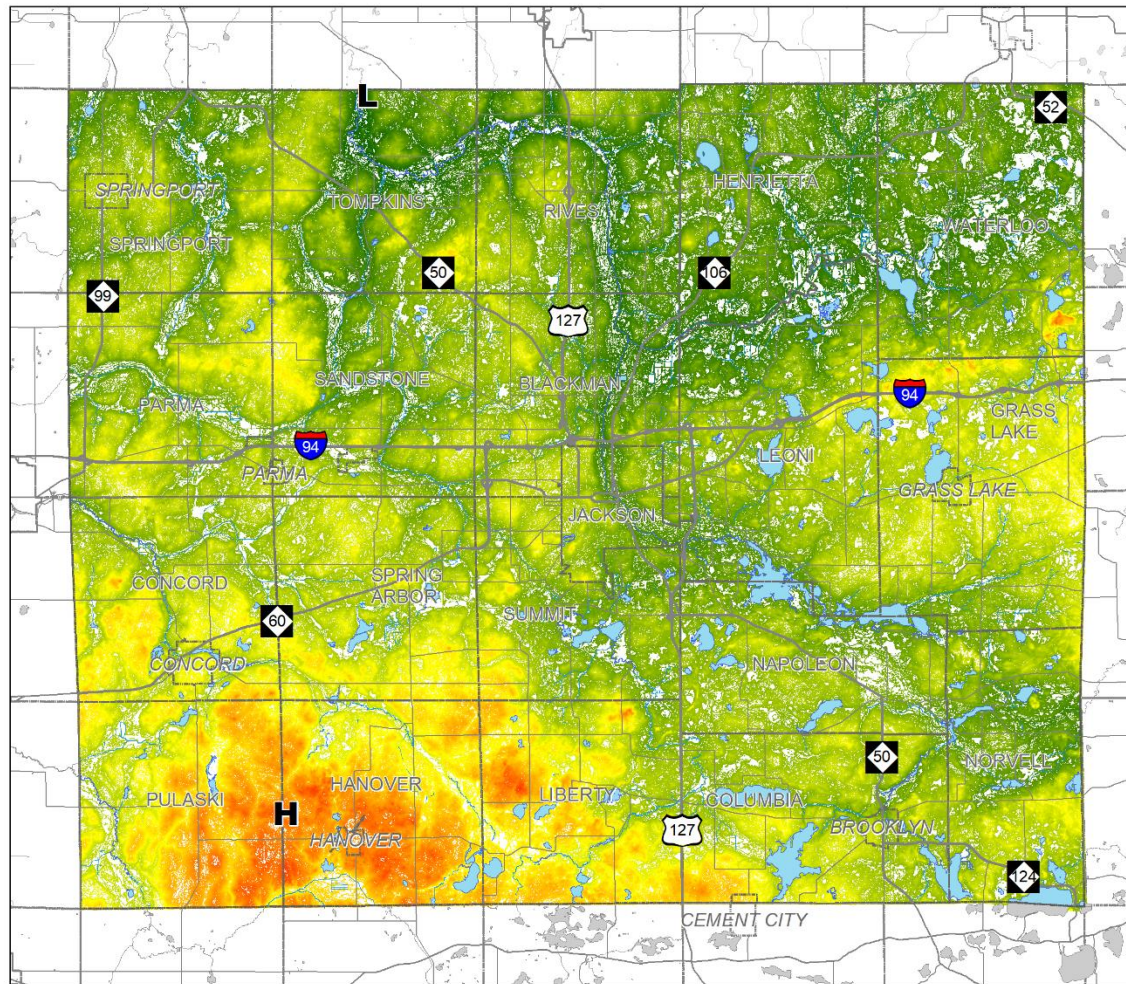 L
52
SPRINGPORT
TOMPKINS
HENRIETTA
RIVES
WATERLOO
SPRINGPORT
50
106
99
127
SANDSTONE
BLACKMAN
94
PARMA
GRASS
LAKE
94
LEONI
PARMA
GRASS LAKE
JACKSON
CONCORD
SPRING
ARBOR
SUMMIT
60
CONCORD
NAPOLEON
50
NORVELL
HANOVER
PULASKI
LIBERTY
COLUMBIA
H
HANOVER
127
BROOKLYN
124
CEMENT CITY